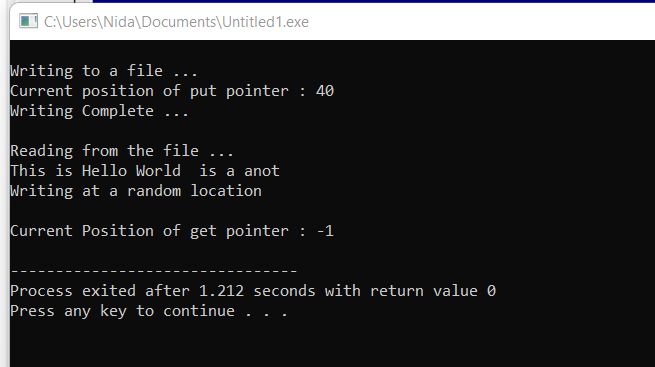 C:\Users\Nida\Documents\Untitled1.exe
Writing to a file ...
Current position of put pointer : 40
Writing Complete ...
Reading from the file ...
This is Hello World  is a anot
Writing at a random location
Current Position of get pointer : -1
--------------------------------
Process exited after 1.212 seconds with return value 0
Press any key to continue . . .